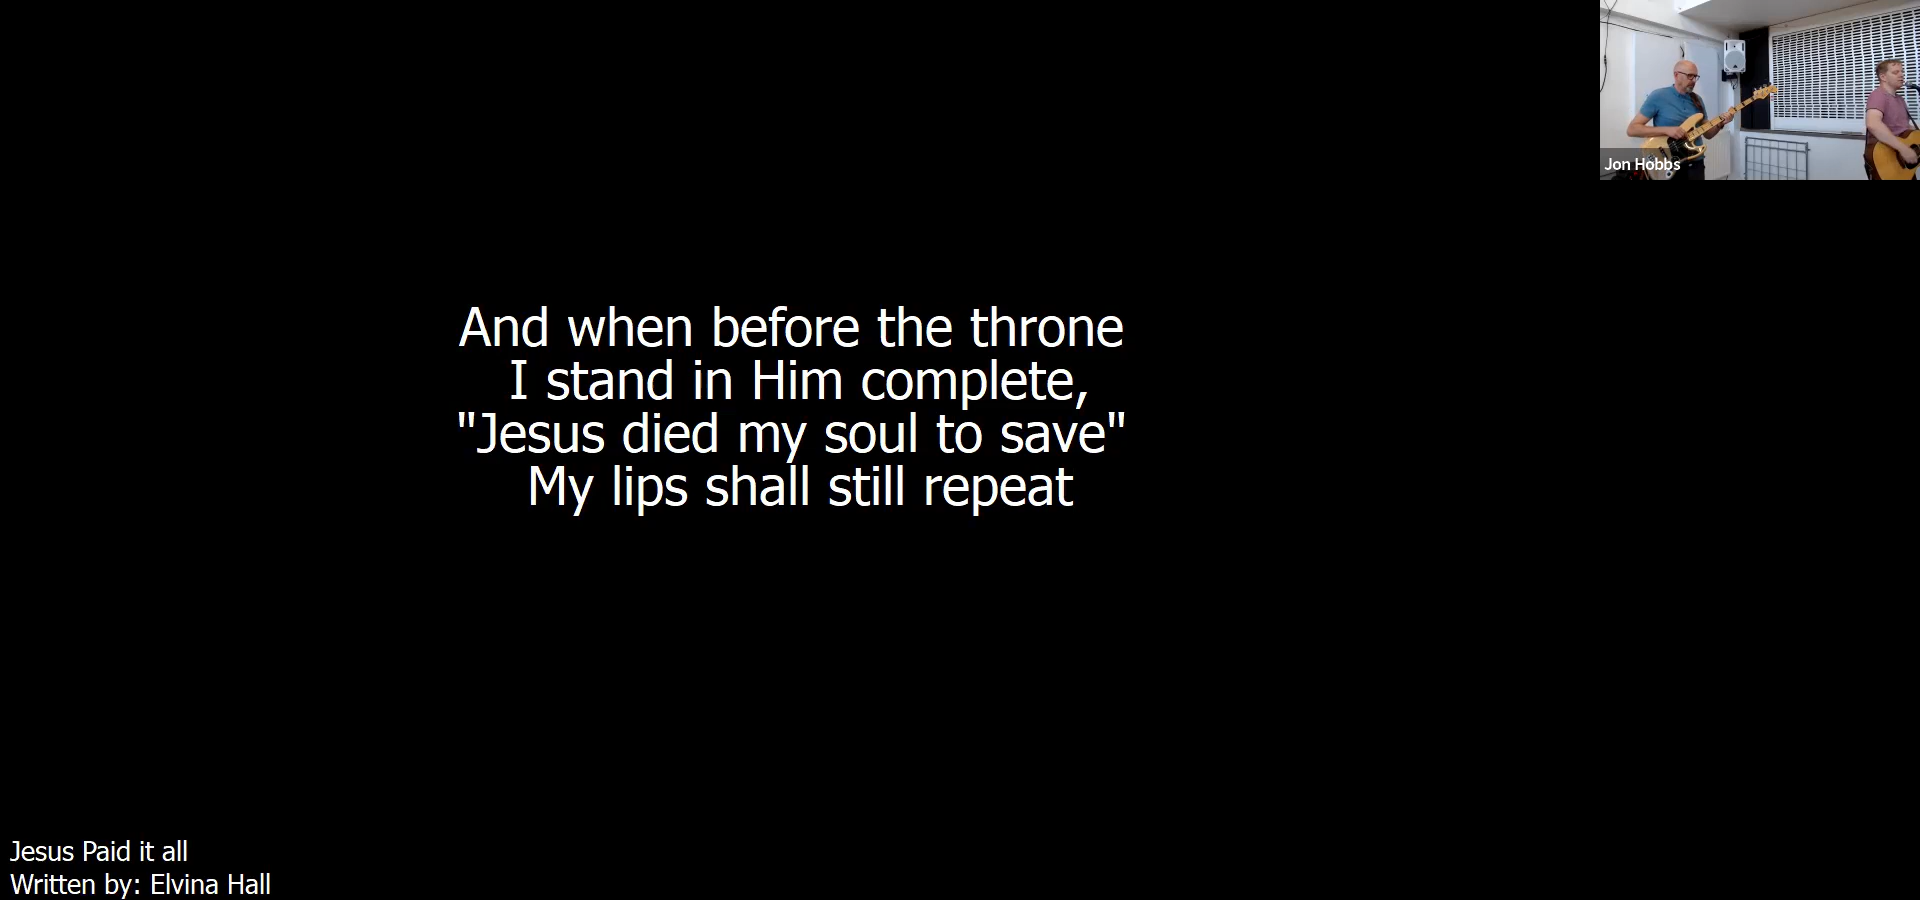 Jon Hobbs
And when before the throne
I stand in Him complete,
"Jesus died my soul to save"
My lips shall still repeat
Jesus Paid it all
Written by: Elvina Hall